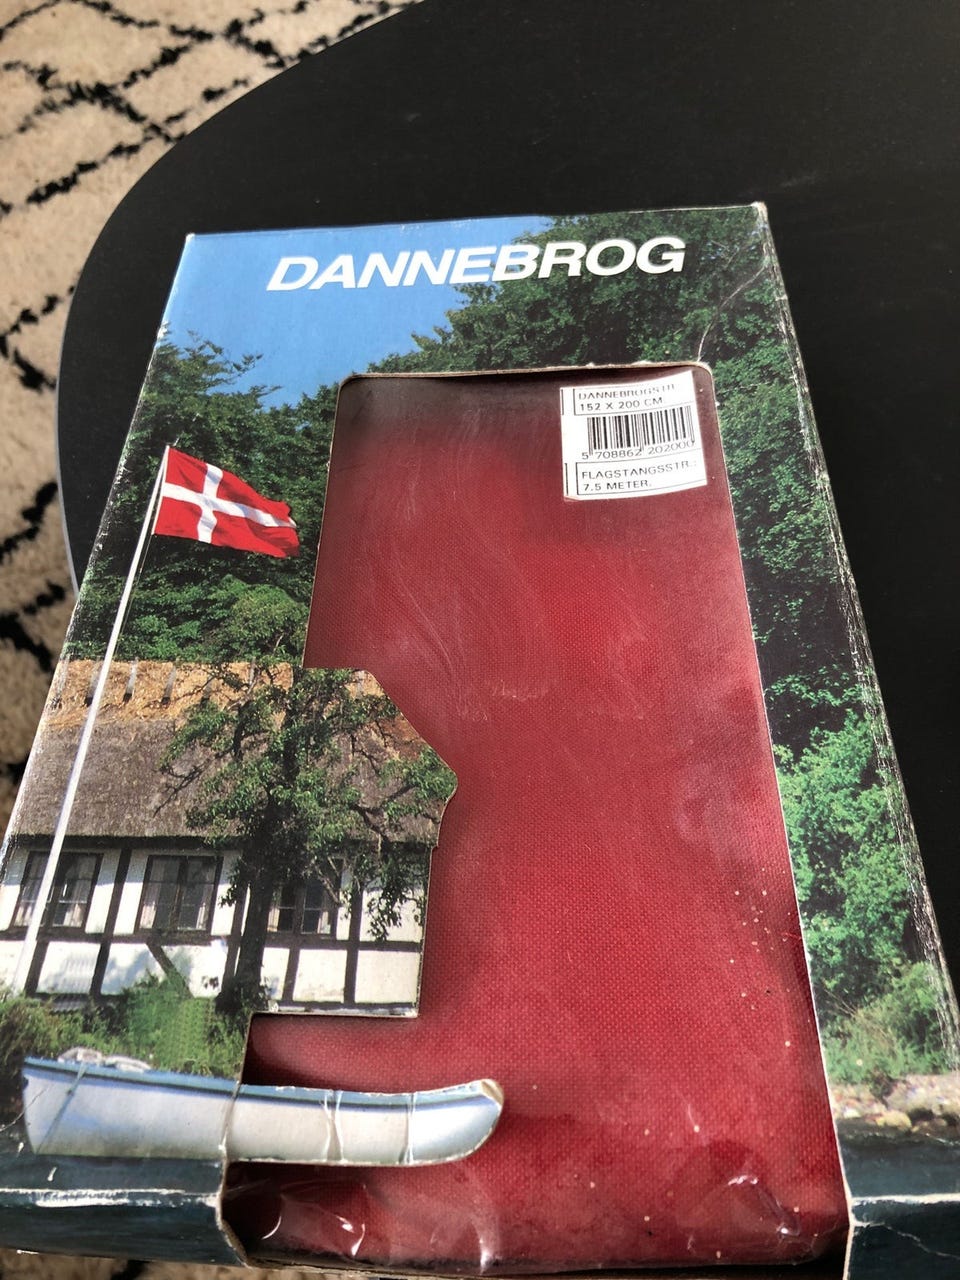 DANNEBROG
DANNEBROGSTR.
152 X 200 CM
5 708862 202000
FLAGSTANGSSTR.:
7.5 METER.